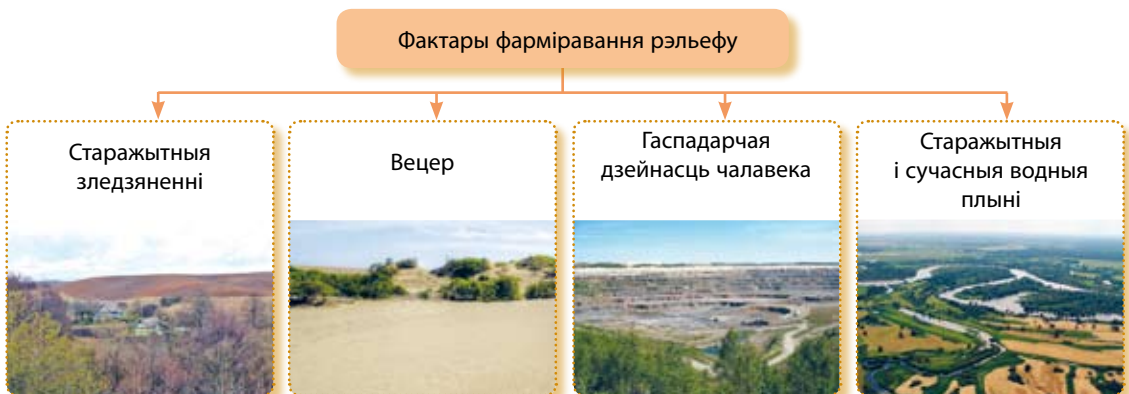 Фактары фарміравання рэльефу
Старажытныя
зледзяненні
Вецер
Гаспадарчая
дзейнасць чалавека
Старажытныя
і сучасныя водныя
плыні